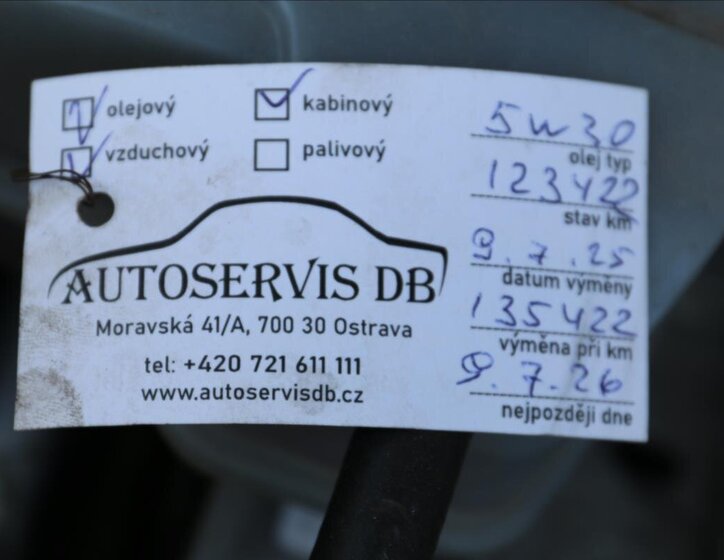 olejový
kabinový
vzduchový
palivový
5w30
olej typ
123422
stav km
9.7.25
datum výměny
135422
výměna při km
9.7.26
nejpozději dne
AUTOSERVIS DB
Moravská 41/A, 700 30 Ostrava
tel: +420 721 611 111
www.autoservisdb.cz